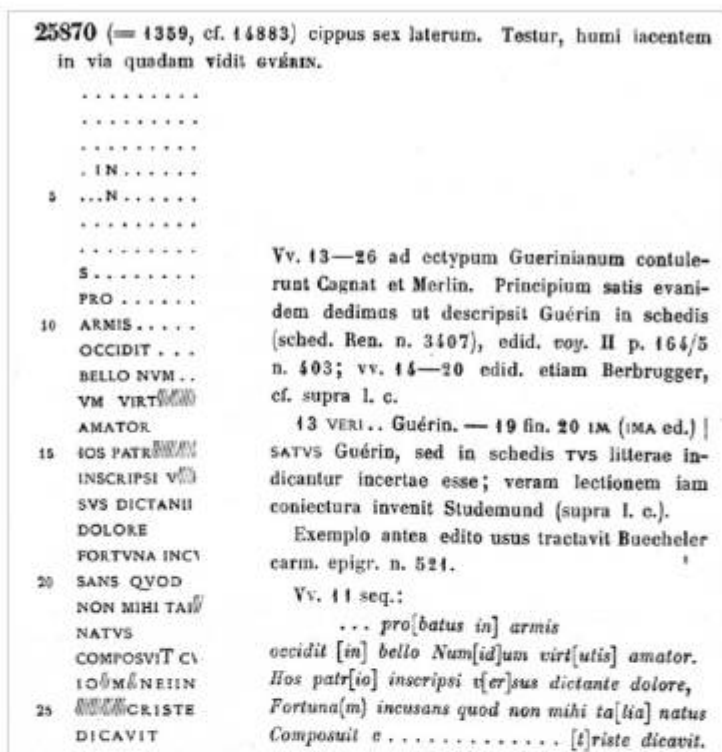 25870 (= 1359, cf. 14883) cippus sex laterum. Testur, humi iacentem
in via quadam vidit GVÉRIN.
. . . . . . . . .
. . . . . . . . .
. . . . . . . . .
. IN . . . . . .
5 ...N . . . . . .
. . . . . . . . .
. . . . . . . . .
S . . . . . . . .
PRO . . . . . .
10 ARMIS . . . . .
OCCIDIT . . .
BELLO NVM . .
VM VIRT
AMATOR
15 IOS PATR
INSCRIPSI V
SVS DICTANII
DOLORE
FORTVNA INC
20 SANS QVOD
NON MIHI TAI
NATVS
COMPOSVIT C
IO M NEIIN
25 CRISTE
DICAVIT
Vv. 13—26 ad ectypum Guerinianum contule-
runt Cagnat et Merlin. Principium satis evani-
dem dedimus ut descripsit Guérin in schedis
(sched. Ren. n. 3407), edid. voy. II p. 164/5
n. 403; vv. 14—20 edid. etiam Berbrugger,
cf. supra l. c.
13 VERI.. Guérin. — 19 fin. 20 IM (IMA ed.) |
SATVS Guérin, sed in schedis TVS litterae in-
dicantur incertae esse; veram lectionem iam
coniectura invenit Studemund (supra l. c.).
Exemplo antea edito usus tractavit Buecheler
carm. epigr. n. 521.
Vv. 11 seq.:
... pro[batus in] armis
occidit [in] bello Num[id]um virt[utis] amator.
Hos patr[io] inscripsi v[er]sus dictante dolore,
Fortuna(m) incusans quod non mihi ta[lia] natus
Composuit c . . . . . . . . . . . . . [t]riste dicavit.